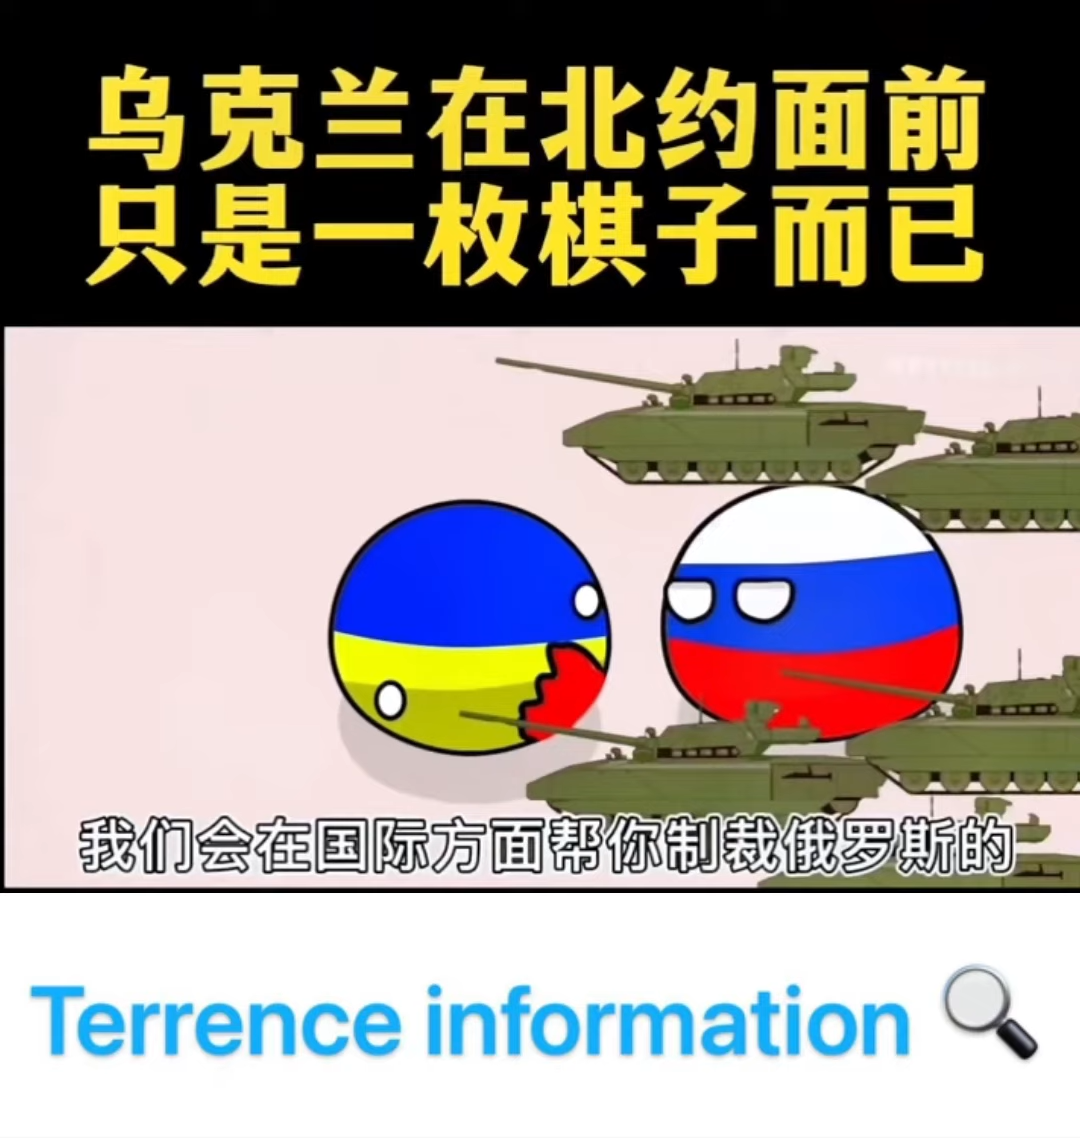 乌克兰在北约面前
只是一枚棋子而已
我们会在国际方面帮你制裁俄罗斯的
Terrence information